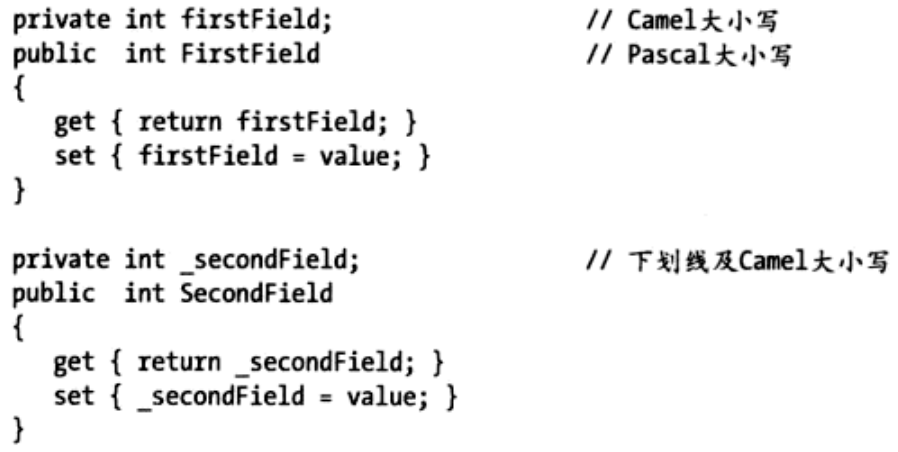 private int firstField; // Camel大小写
public int FirstField // Pascal大小写
{
get { return firstField; }
set { firstField = value; }
}
private int _secondField; // 下划线及Camel大小写
public int SecondField
{
get { return _secondField; }
set { _secondField = value; }
}